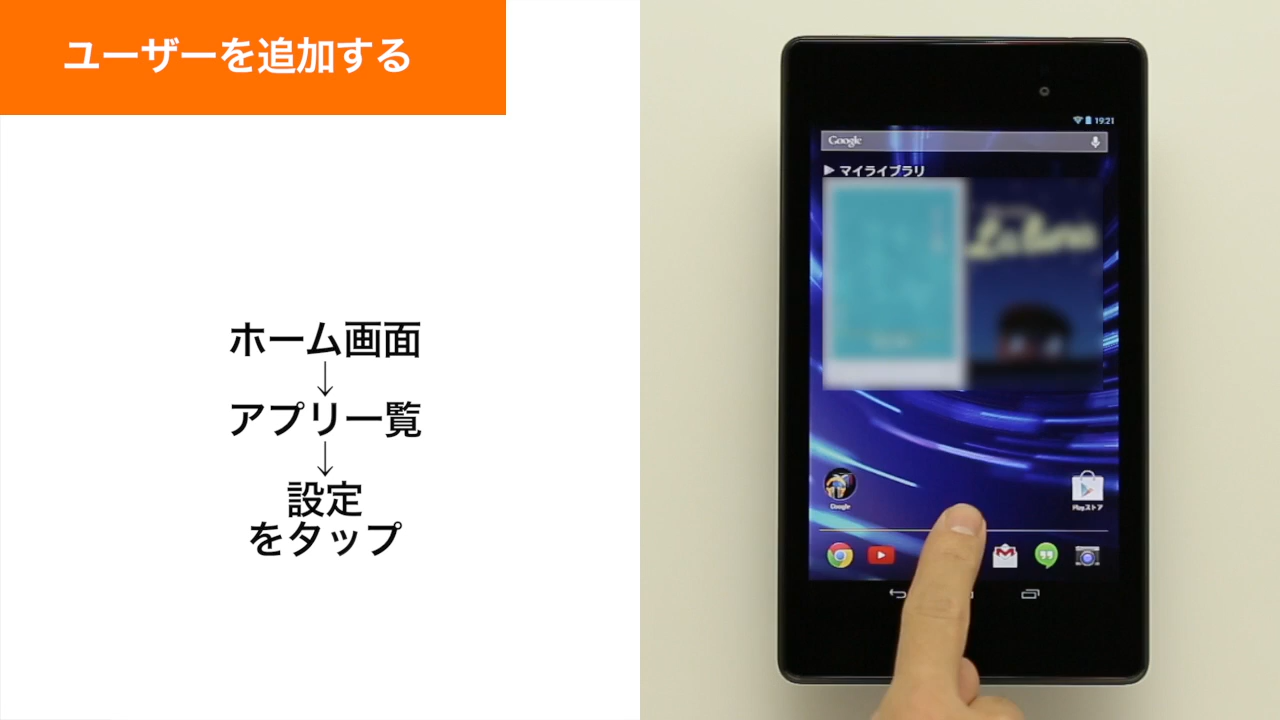 ユーザーを追加する
ホーム画面
↓
アプリ一覧
↓
設定
をタップ
19:21
Google
マイライブラリ
Google
Playストア